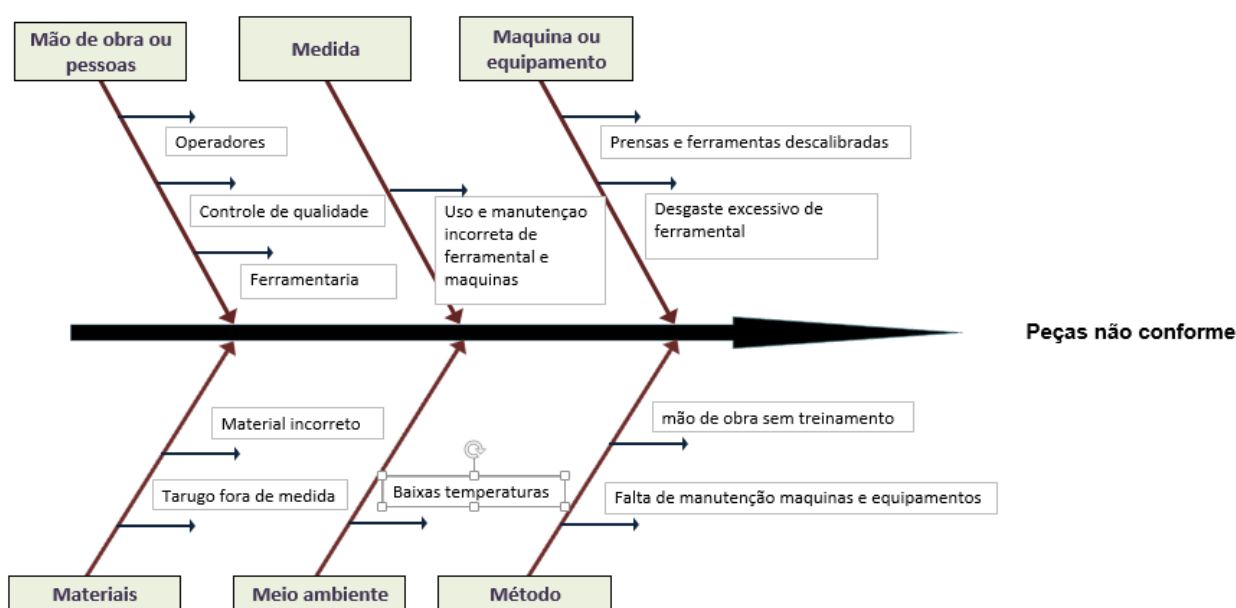 Mão de obra ou
pessoas
Medida
Maquina ou
equipamento
Operadores
Controle de qualidade
Ferramentaria
Uso e manutençao
incorreta de
ferramental e
maquinas
Prensas e ferramentas descalibradas
Desgaste excessivo de
ferramental
Peças não conforme
Material incorreto
Tarugo fora de medida
Baixas temperaturas
mão de obra sem treinamento
Falta de manutenção maquinas e equipamentos
Materiais
Meio ambiente
Método